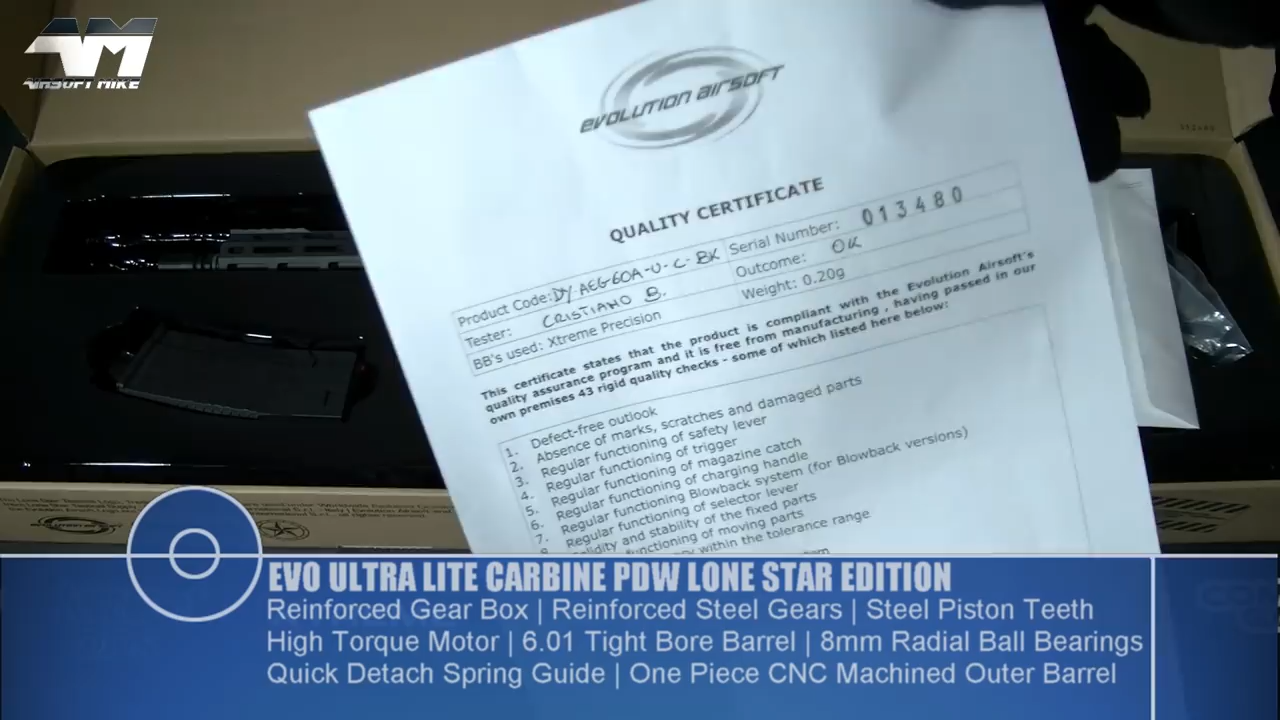 AM
AIRSOFT MIKE
EVOLUTION AIRSOFT
QUALITY CERTIFICATE
Product Code: DY AEG60A-U-C-BK Serial Number: 013480
Tester: CRISTIANO B. Outcome: OK
BB's used: Xtreme Precision Weight: 0.20g
This certificate states that the product is compliant with the Evolution Airsoft's
quality assurance program and it is free from manufacturing , having passed in our
own premises 43 rigid quality checks - some of which listed here below:
1. Defect-free outlook
2. Absence of marks, scratches and damaged parts
3. Regular functioning of safety lever
4. Regular functioning of trigger
5. Regular functioning of magazine catch
6. Regular functioning of charging handle
7. Regular functioning Blowback system (for Blowback versions)
8. Regular functioning of selector lever
and stability of the fixed parts
functioning of moving parts
within the tolerance range
EVO ULTRA LITE CARBINE PDW LONE STAR EDITION
Reinforced Gear Box | Reinforced Steel Gears | Steel Piston Teeth
High Torque Motor | 6.01 Tight Bore Barrel | 8mm Radial Ball Bearings
Quick Detach Spring Guide | One Piece CNC Machined Outer Barrel